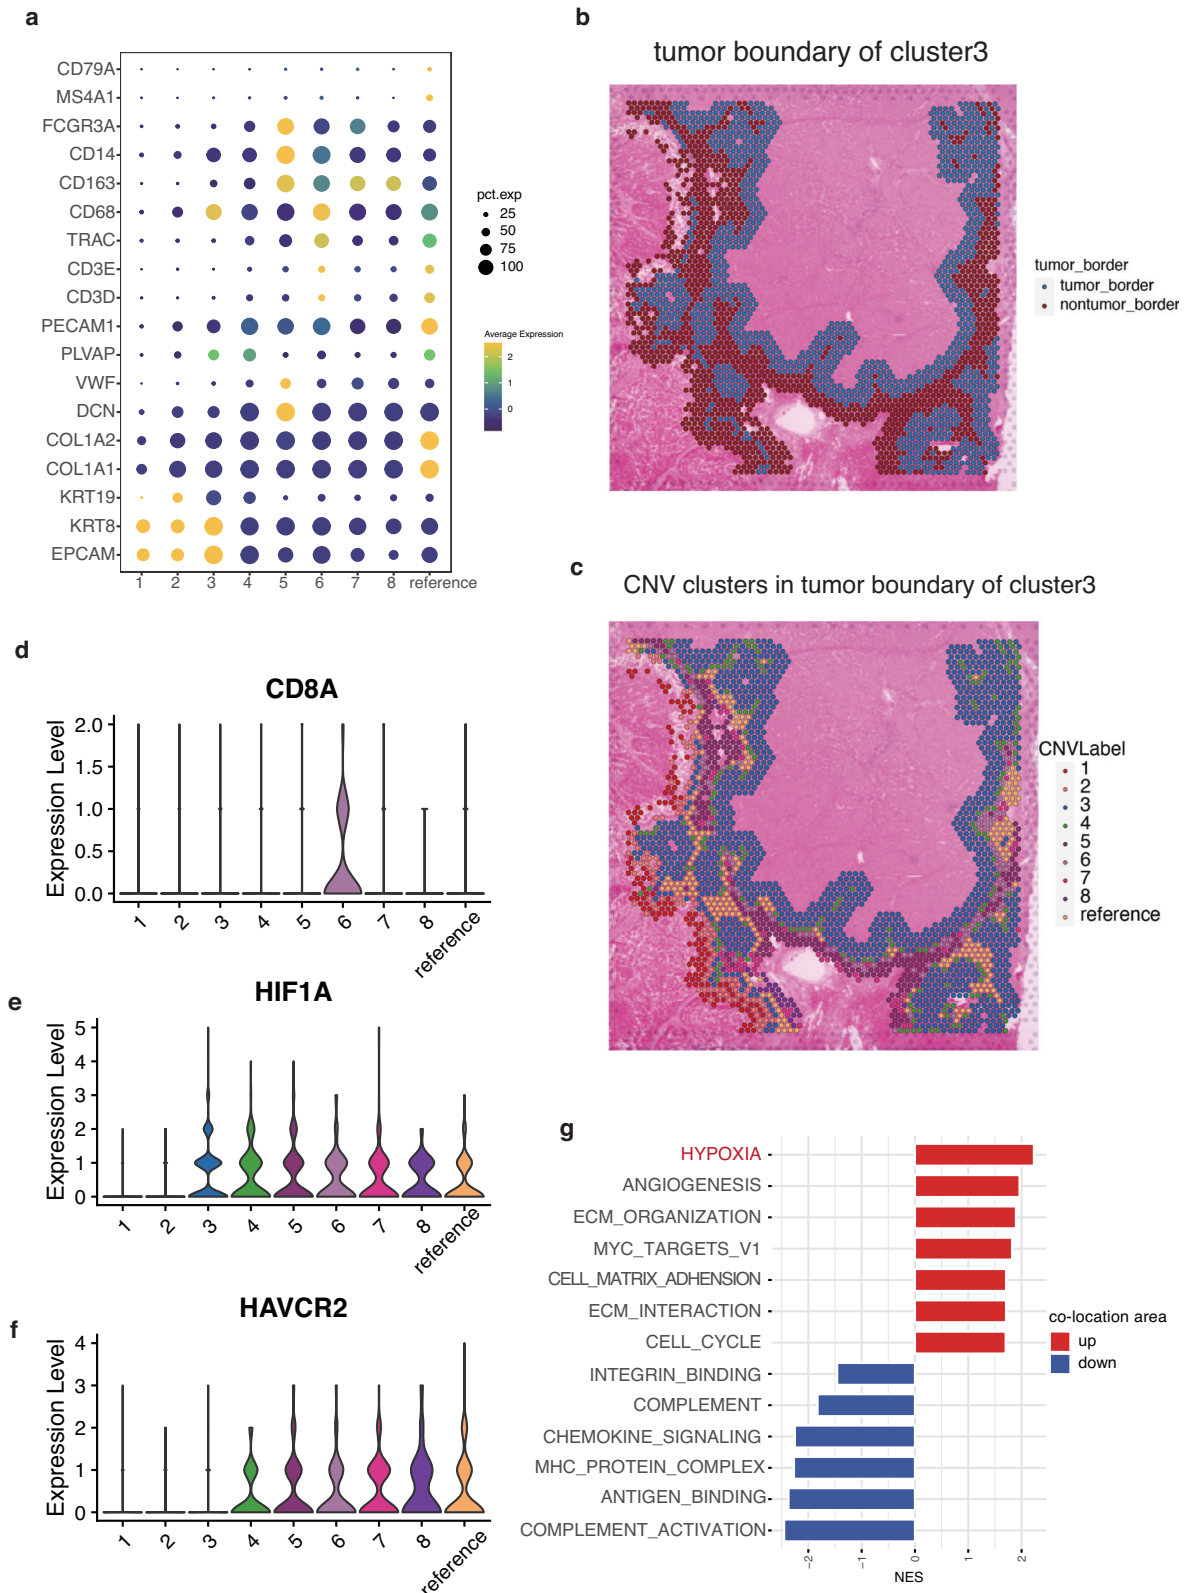 a
CD79A
MS4A1
FCGR3A
CD14
CD163
CD68
TRAC
CD3E
CD3D
PECAM1
PLVAP
VWF
DCN
COL1A2
COL1A1
KRT19
KRT8
EPCAM
1 2 3 4 5 6 7 8 reference
pct.exp
25
50
75
100
Average Expression
2
1
0
b
tumor boundary of cluster3
tumor_border
tumor_border
nontumor_border
c
CNV clusters in tumor boundary of cluster3
CNVLabel
1
2
3
4
5
6
7
8
reference
d
CD8A
Expression Level
2.0
1.5
1.0
0.5
0.0
1 2 3 4 5 6 7 8 reference
e
HIF1A
Expression Level
5
4
3
2
1
0
1 2 3 4 5 6 7 8 reference
f
HAVCR2
Expression Level
4
3
2
1
0
1 2 3 4 5 6 7 8 reference
g
HYPOXIA
ANGIOGENESIS
ECM_ORGANIZATION
MYC_TARGETS_V1
CELL_MATRIX_ADHENSION
ECM_INTERACTION
CELL_CYCLE
INTEGRIN_BINDING
COMPLEMENT
CHEMOKINE_SIGNALING
MHC_PROTEIN_COMPLEX
ANTIGEN_BINDING
COMPLEMENT_ACTIVATION
−2 −1 0 1 2
NES
co-location area
up
down